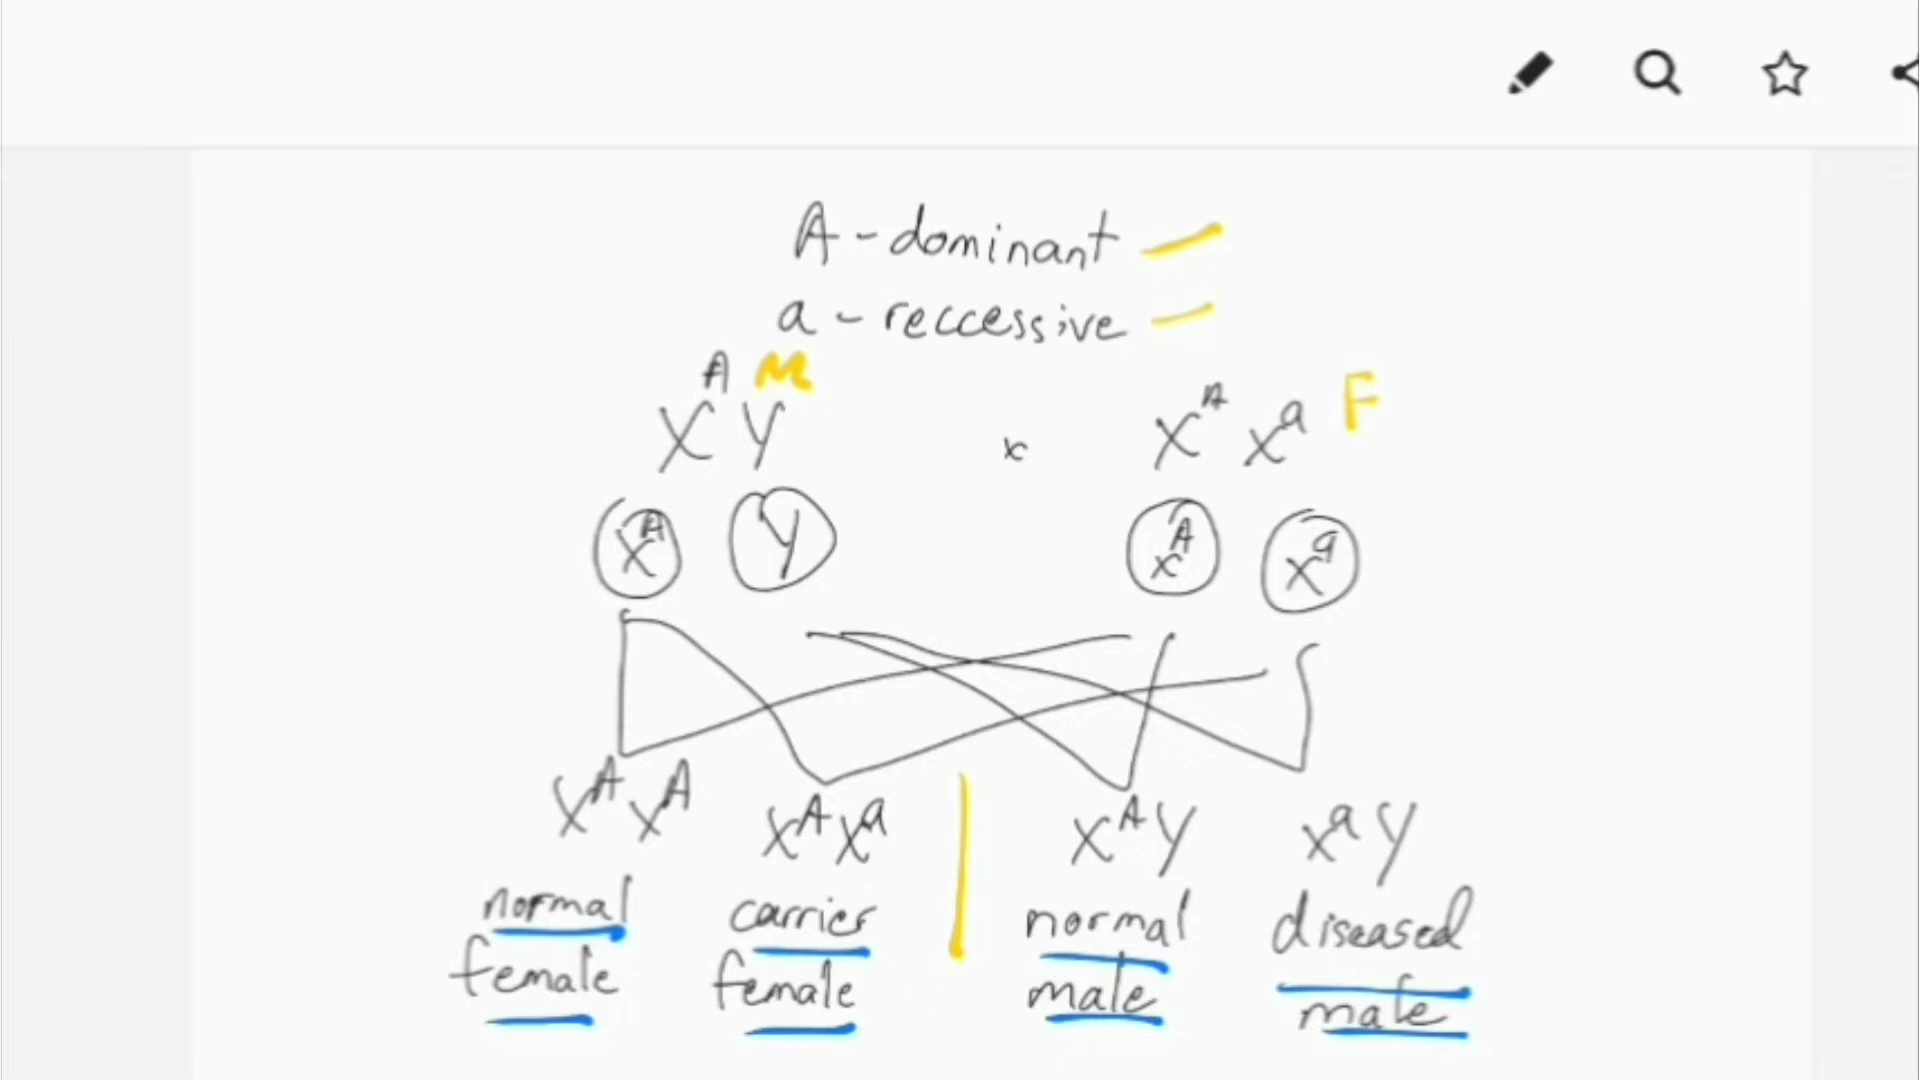 A - dominant
a - reccessive
X^A Y M x X^A X^a F
X^A Y X^A X^a
X^A X^A X^A X^a X^A Y X^a Y
normal carrier normal diseased
female female male male